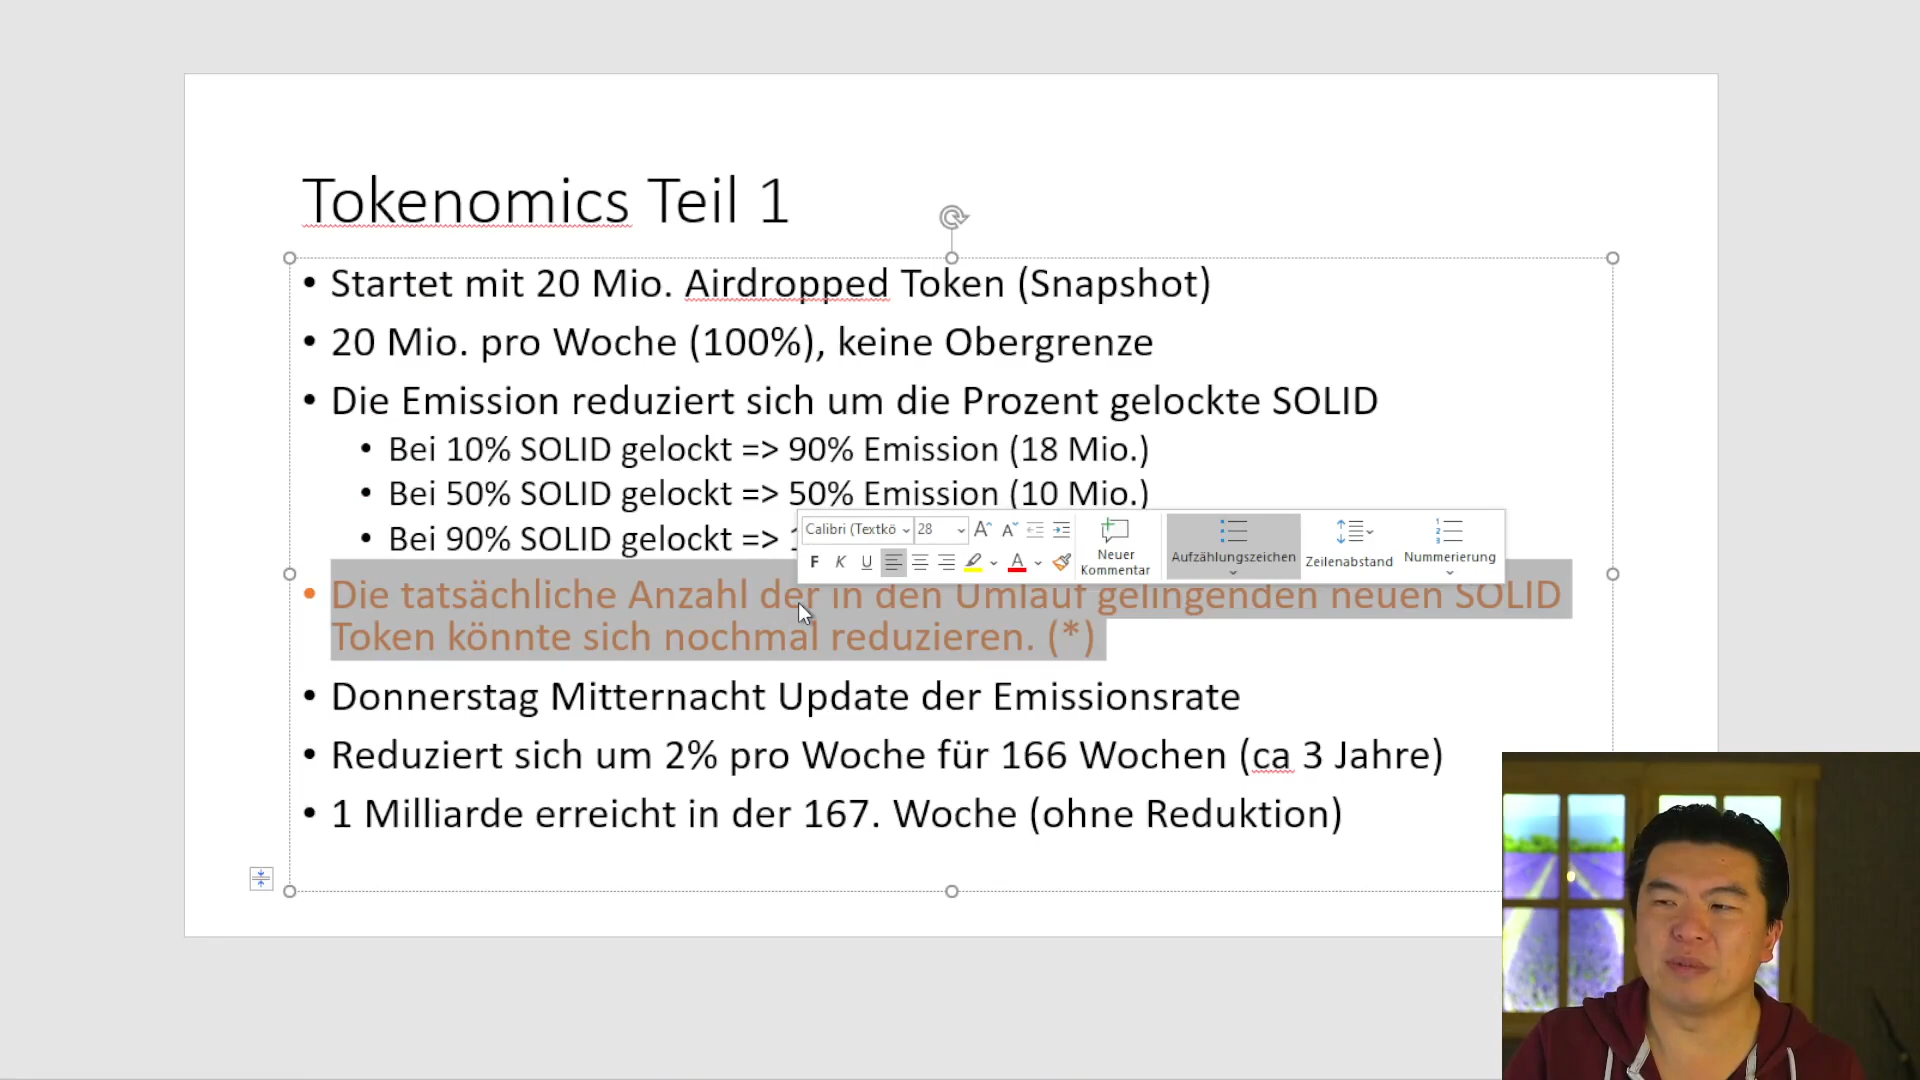 Tokenomics Teil 1
• Startet mit 20 Mio. Airdropped Token (Snapshot)
• 20 Mio. pro Woche (100%), keine Obergrenze
• Die Emission reduziert sich um die Prozent gelockte SOLID
• Bei 10% SOLID gelockt => 90% Emission (18 Mio.)
• Bei 50% SOLID gelockt => 50% Emission (10 Mio.)
• Bei 90% SOLID gelockt =>
Calibri (Textkö 28
F K U
Neuer Kommentar
Aufzählungszeichen
Zeilenabstand
Nummerierung
• Die tatsächliche Anzahl der in den Umlauf gelingenden neuen SOLID
Token könnte sich nochmal reduzieren. (*)
• Donnerstag Mitternacht Update der Emissionsrate
• Reduziert sich um 2% pro Woche für 166 Wochen (ca 3 Jahre)
• 1 Milliarde erreicht in der 167. Woche (ohne Reduktion)